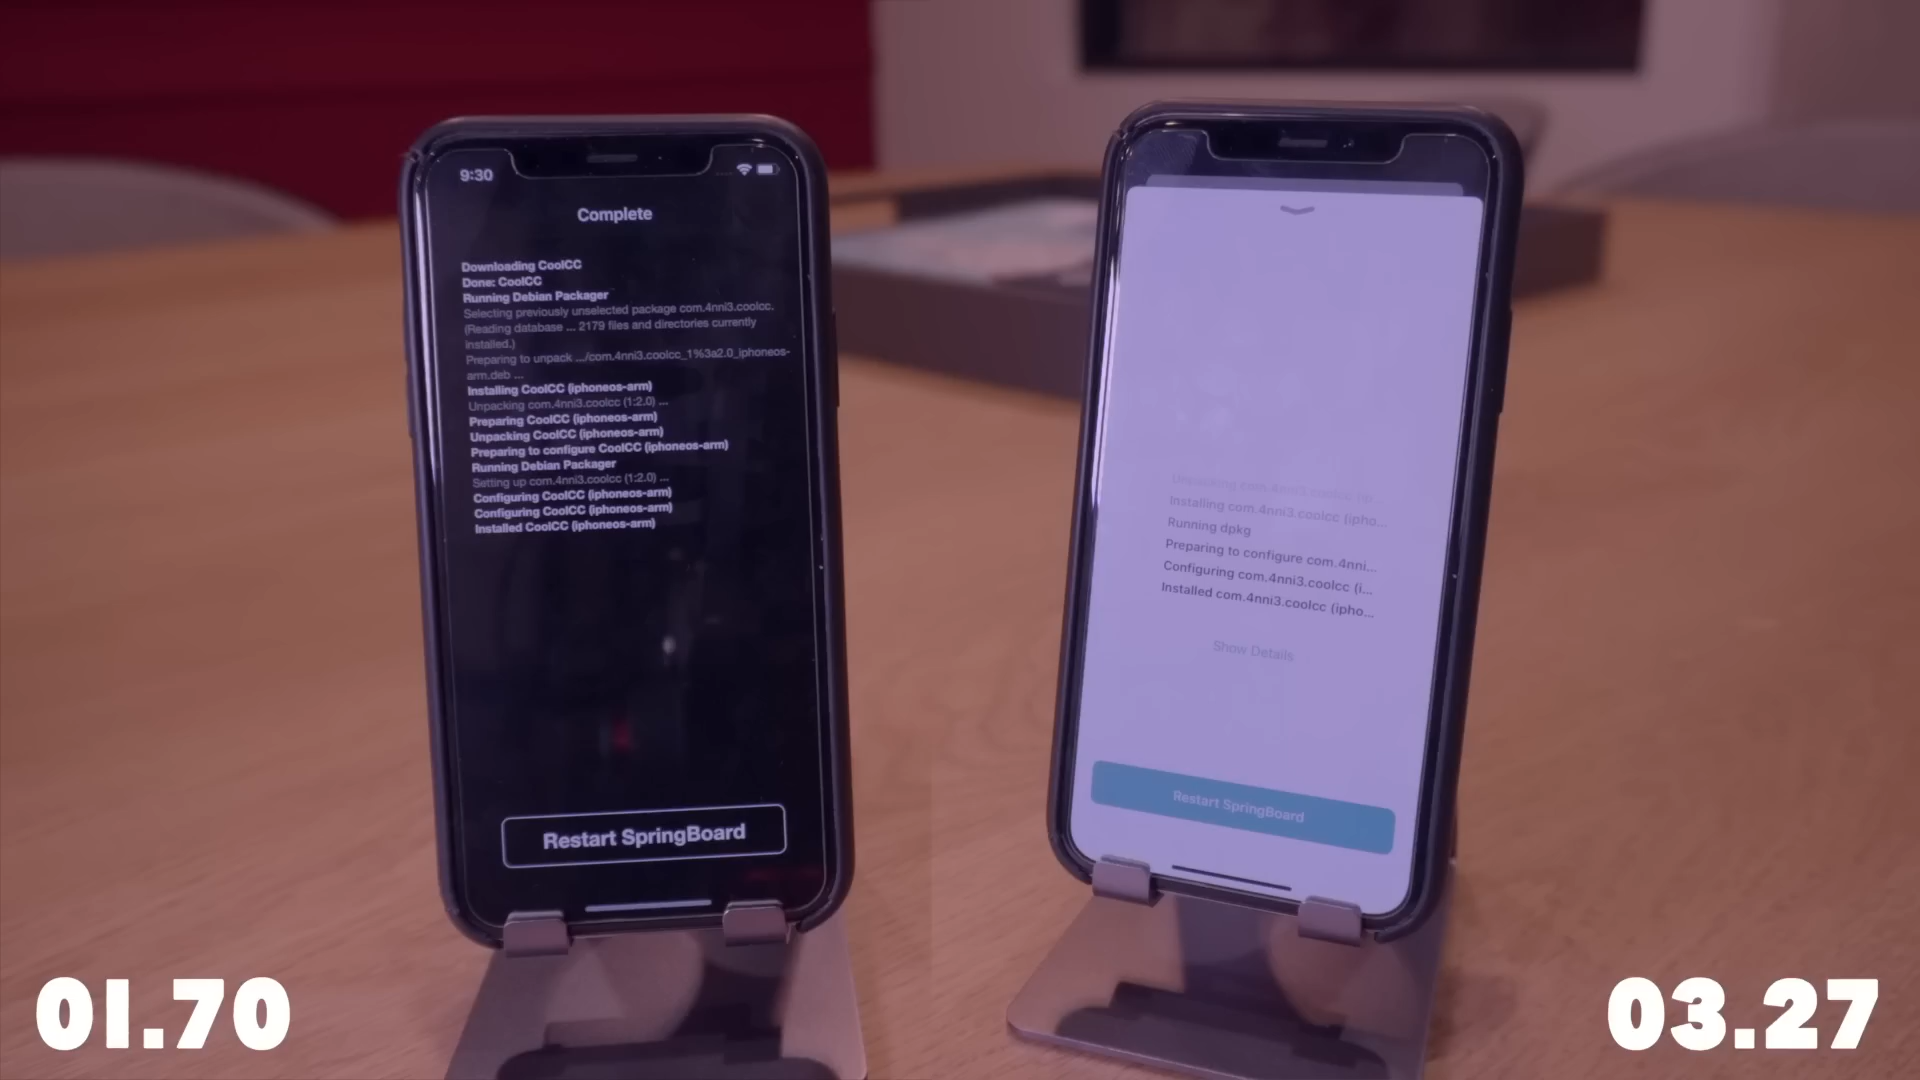 9:30
Complete
Downloading CoolCC
Done: CoolCC
Running Debian Packager
Selecting previously unselected package com.4nni3.coolcc.
(Reading database ... 2179 files and directories currently
installed.)
Preparing to unpack .../com.4nni3.coolcc_1%3a2.0_iphoneos-
arm.deb ...
Installing CoolCC (iphoneos-arm)
Unpacking com.4nni3.coolcc (1:2.0) ...
Preparing CoolCC (iphoneos-arm)
Unpacking CoolCC (iphoneos-arm)
Preparing to configure CoolCC (iphoneos-arm)
Running Debian Packager
Setting up com.4nni3.coolcc (1:2.0) ...
Configuring CoolCC (iphoneos-arm)
Configuring CoolCC (iphoneos-arm)
Installed CoolCC (iphoneos-arm)
Restart SpringBoard
01.70
Unpacking com.4nni3.coolcc (ip...
Installing com.4nni3.coolcc (ipho...
Running dpkg
Preparing to configure com.4nni...
Configuring com.4nni3.coolcc (i...
Installed com.4nni3.coolcc (ipho...
Show Details
Restart SpringBoard
03.27